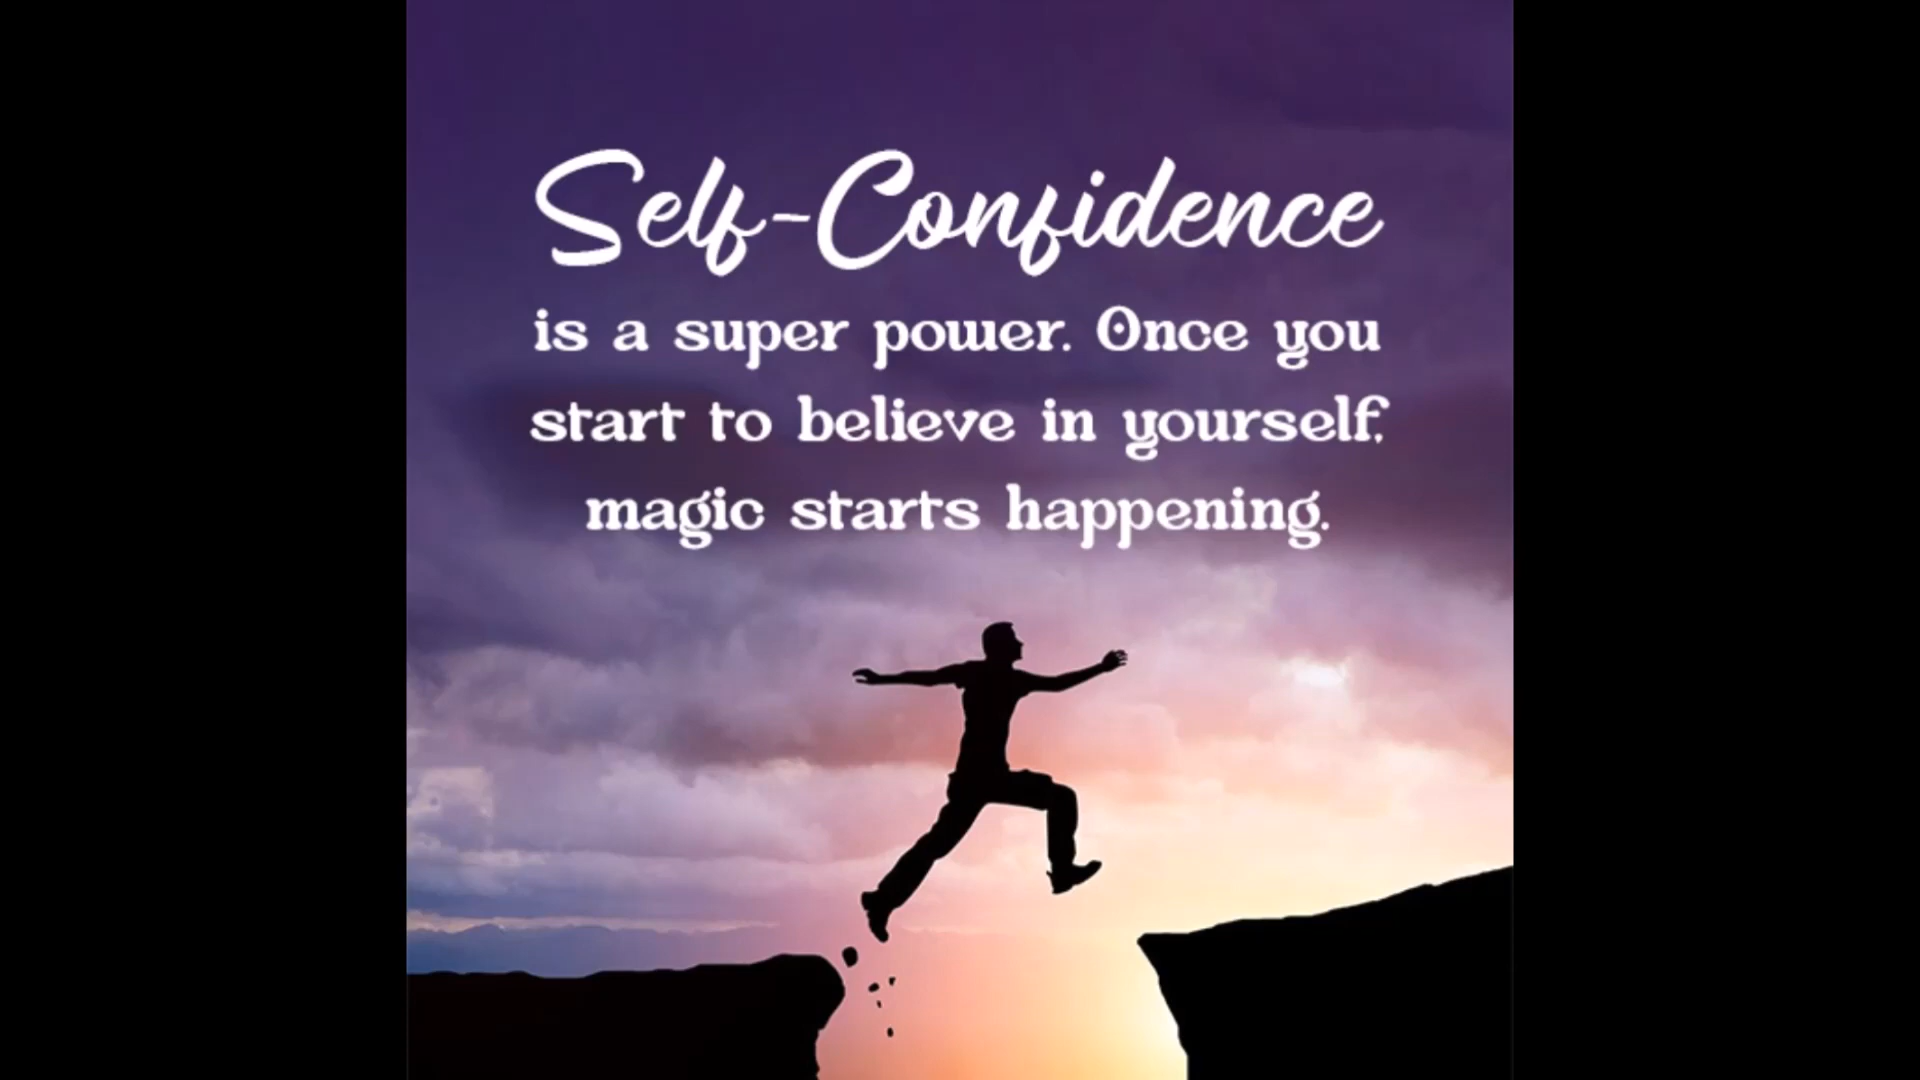 Self-Confidence
is a super power. Once you
start to believe in yourself,
magic starts happening.